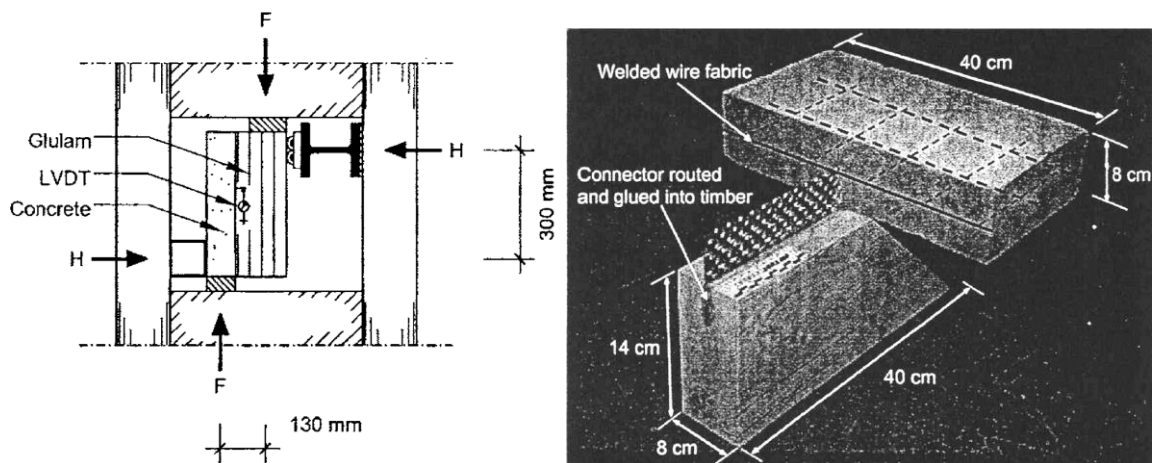 F
Glulam
LVDT
Concrete
H
H
300 mm
F
130 mm
Welded wire fabric
40 cm
8 cm
Connector routed
and glued into timber
14 cm
8 cm
40 cm